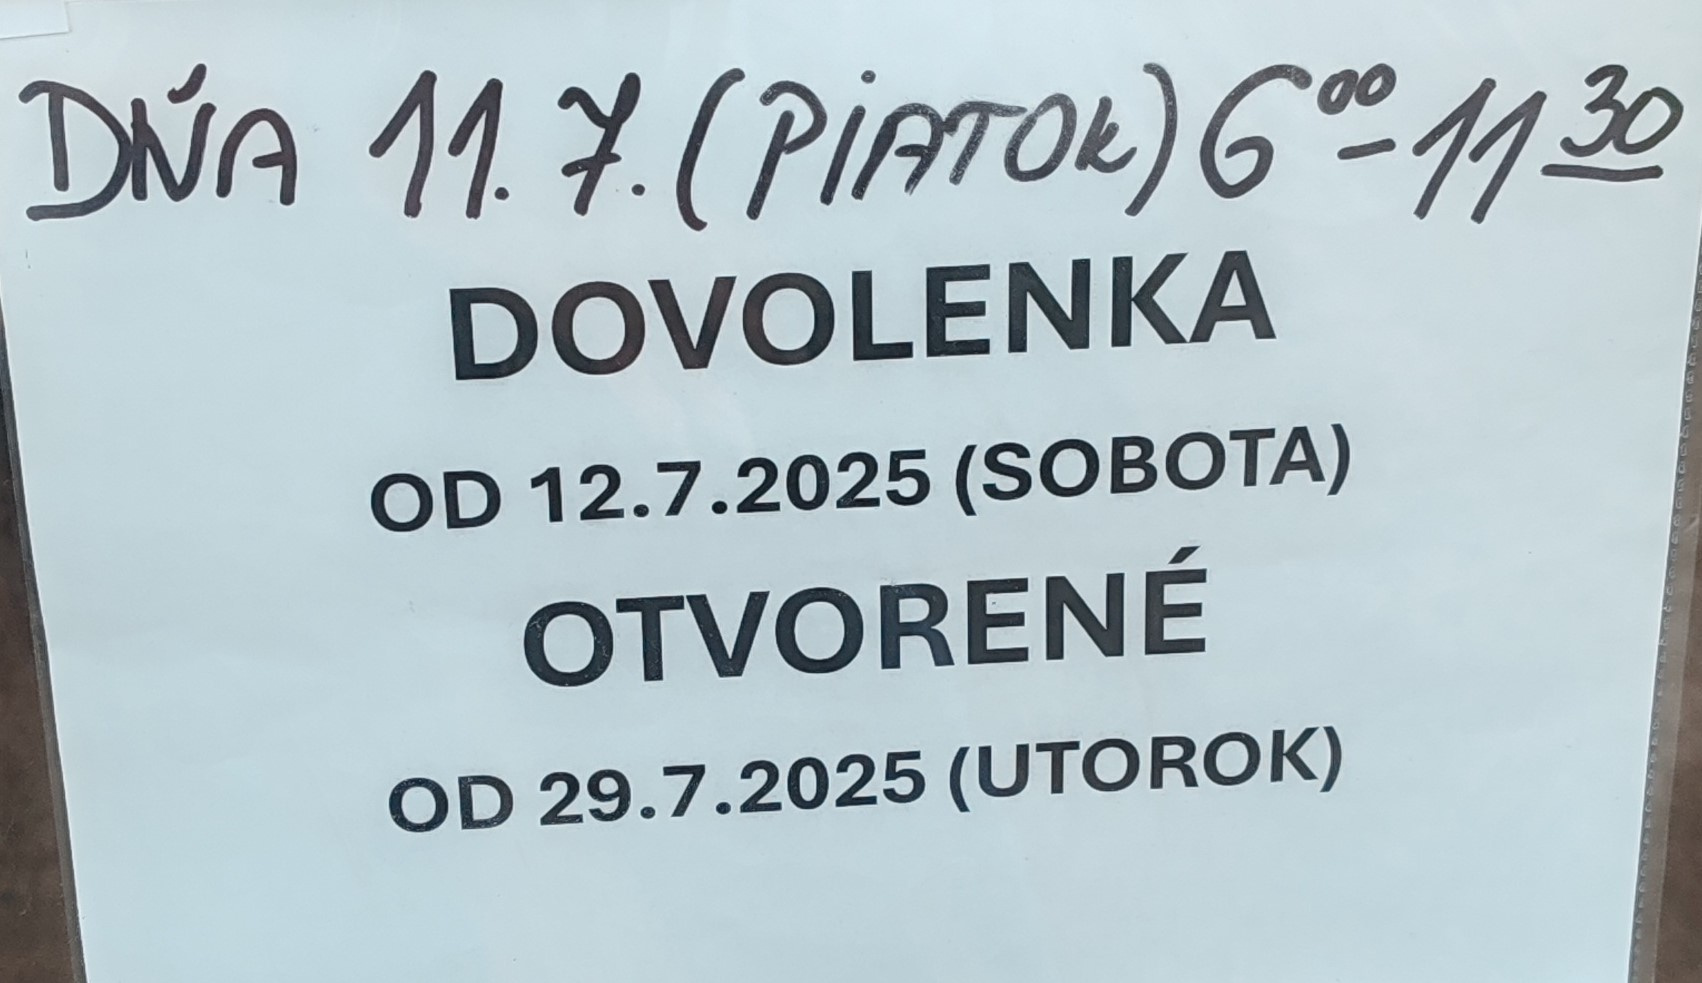 DŇA 11. 7. (PIATOK) 6⁰⁰ - 11³⁰
DOVOLENKA
OD 12.7.2025 (SOBOTA)
OTVORENÉ
OD 29.7.2025 (UTOROK)